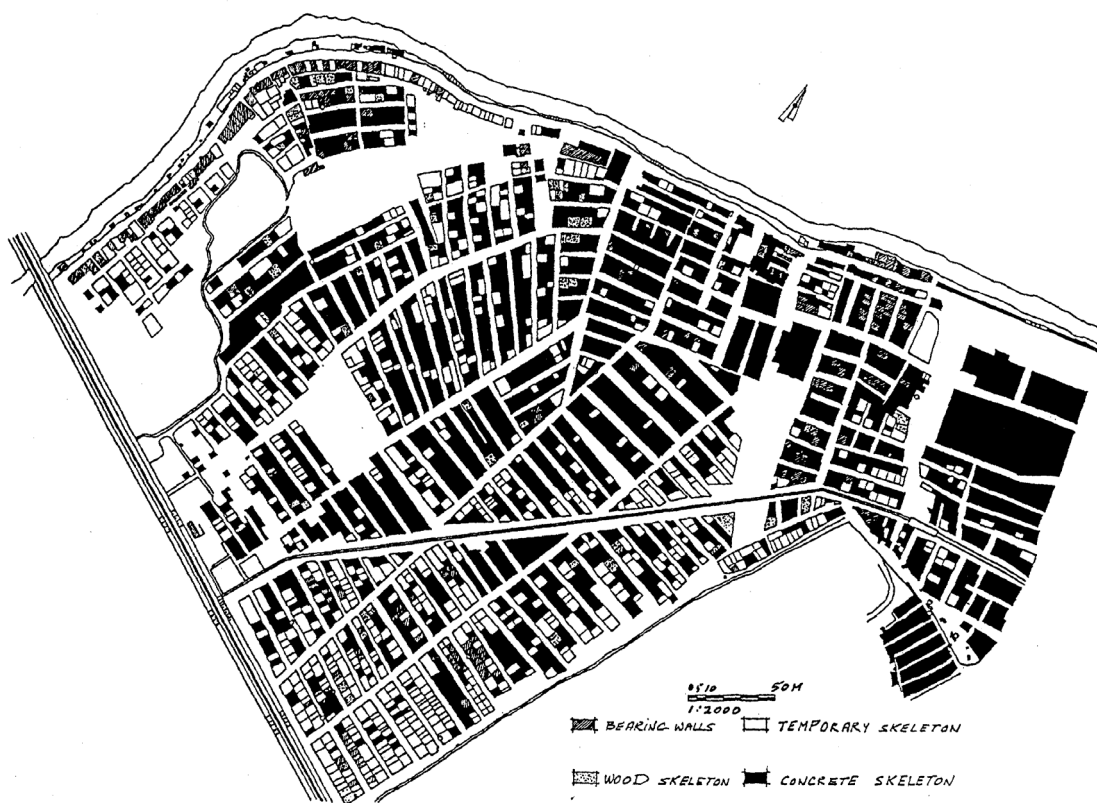 0 5 10 50M
1:2000
BEARING WALLS TEMPORARY SKELETON
WOOD SKELETON CONCRETE SKELETON